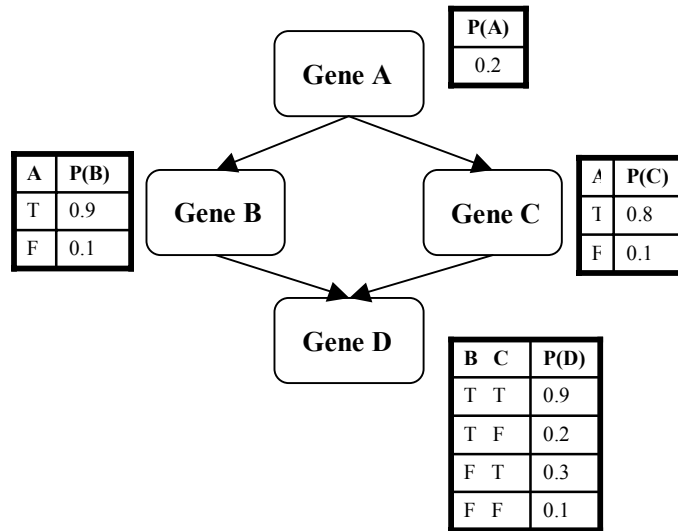 P(A)
0.2
Gene A
A P(B)
T 0.9
F 0.1
Gene B
Gene C
A P(C)
T 0.8
F 0.1
Gene D
B C P(D)
T T 0.9
T F 0.2
F T 0.3
F F 0.1